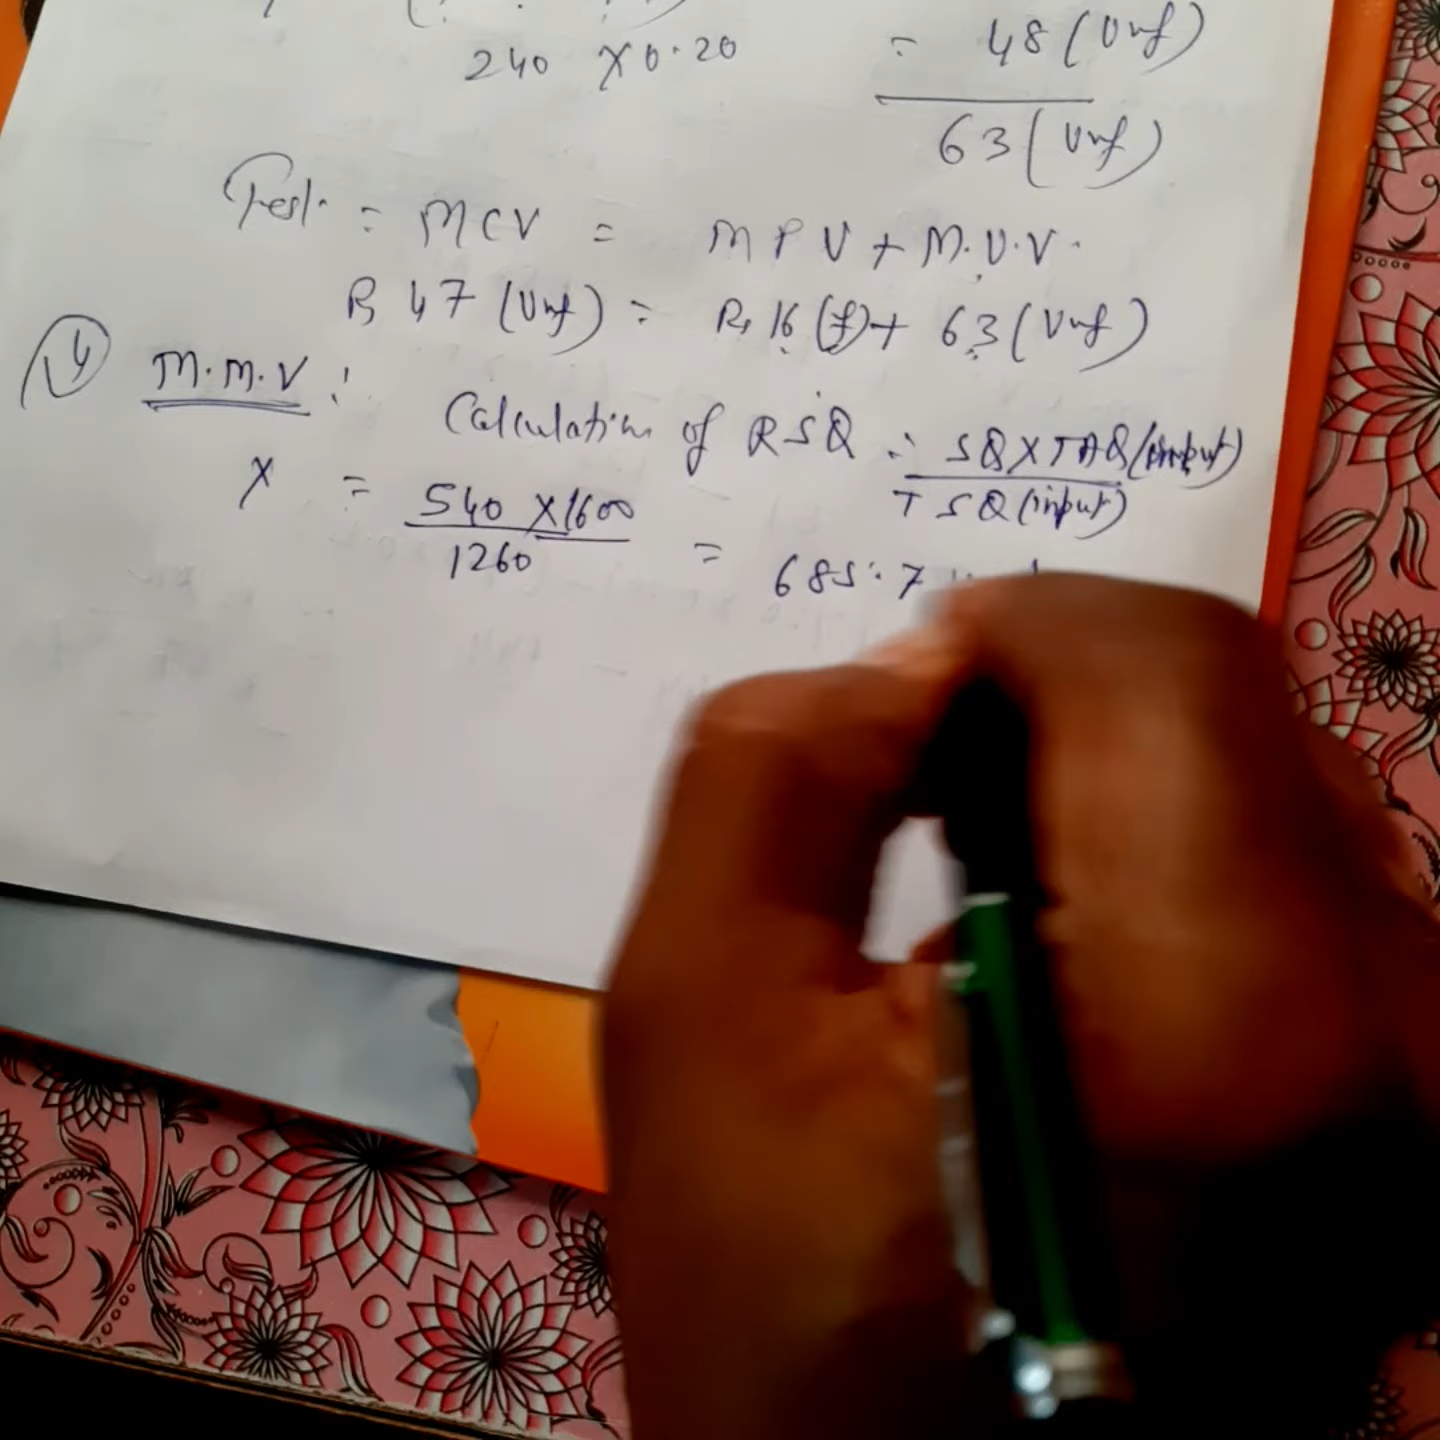 240 X 0.20 = 48 (Unf)
63 (Unf)
Test. = MCV = M P V + M.U.V.
Rs 47 (Unf) = Rs 16 (f) + 63 (Unf)
4 M.M.V : Calculation of RSQ : SQ X TAQ (input)
TSQ (input)
X = 540 X 1600
1260
= 685.7